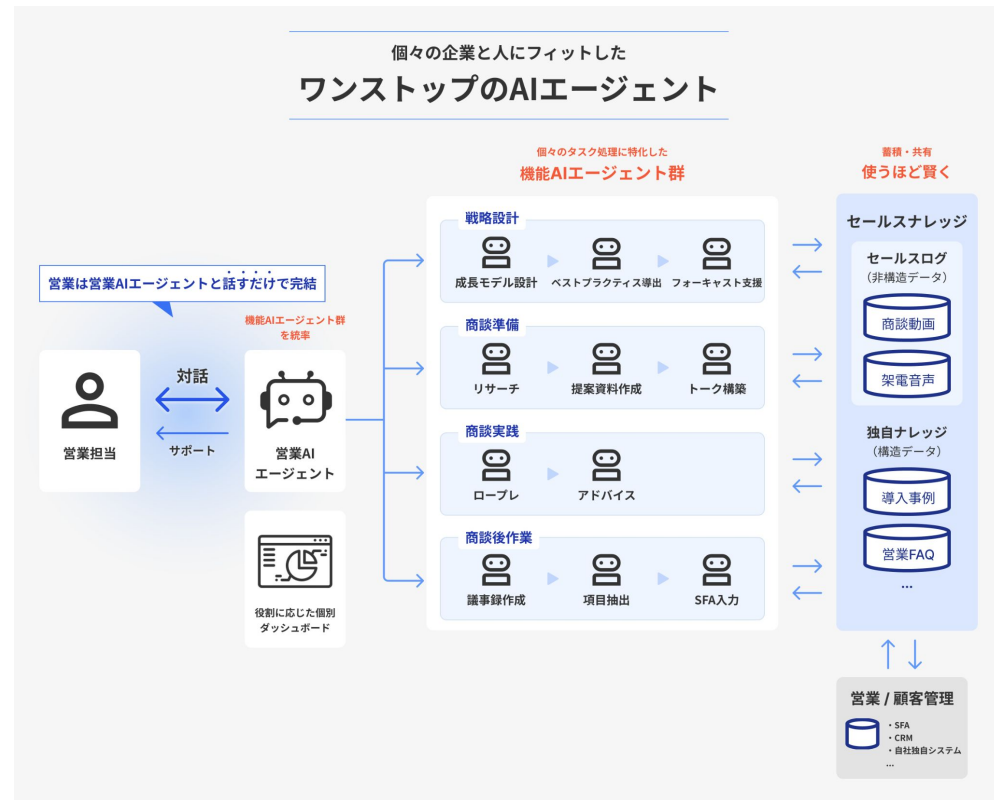 個々の企業と人にフィットした
ワンストップのAIエージェント
個々のタスク処理に特化した
機能AIエージェント群
蓄積・共有
使うほど賢く
営業は営業AIエージェントと話すだけで完結
機能AIエージェント群
を統率
対話
サポート
営業担当
営業AI
エージェント
役割に応じた個別
ダッシュボード
戦略設計
成長モデル設計
ベストプラクティス導出
フォーキャスト支援
商談準備
リサーチ
提案資料作成
トーク構築
商談実践
ロープレ
アドバイス
商談後作業
議事録作成
項目抽出
SFA入力
セールスナレッジ
セールスログ
(非構造データ)
商談動画
架電音声
独自ナレッジ
(構造データ)
導入事例
営業FAQ
...
営業 / 顧客管理
・SFA
・CRM
・自社独自システム
...